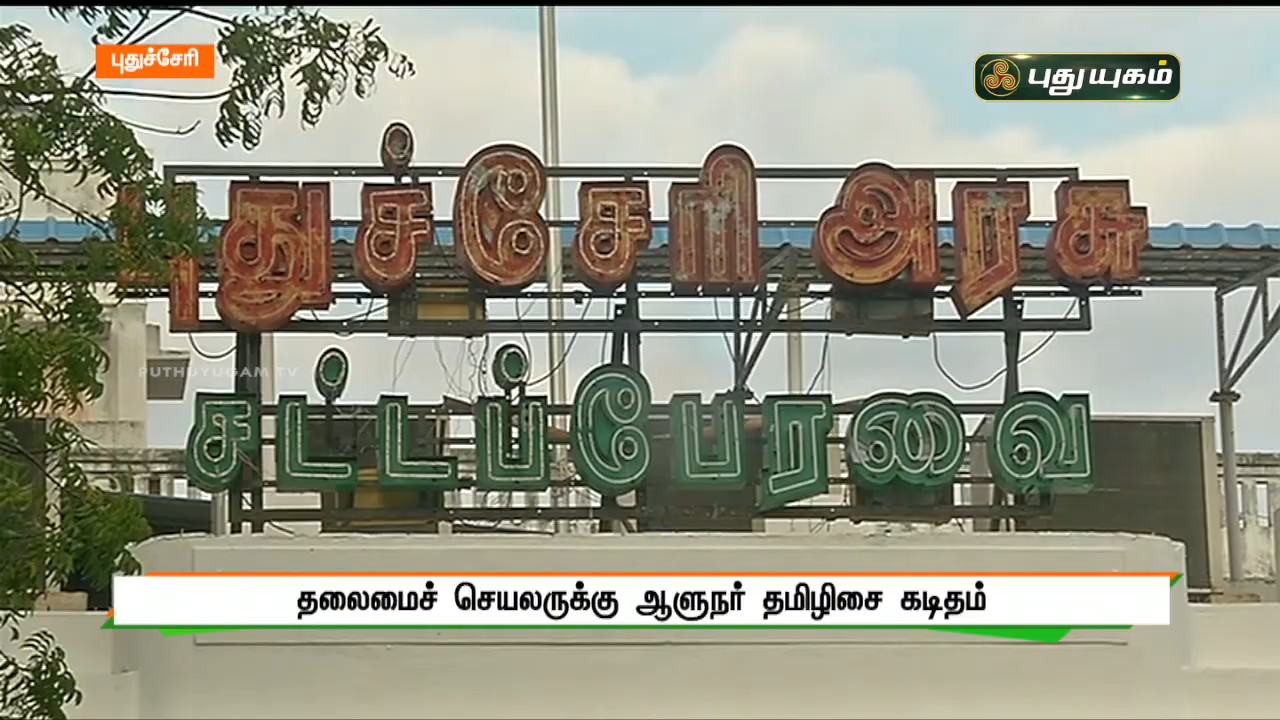 புதுச்சேரி
புதுயுகம்
புதுச்சேரி அரசு
PUTHUYUGAM TV
சட்டப்பேரவை
தலைமைச் செயலருக்கு ஆளுநர் தமிழிசை கடிதம்